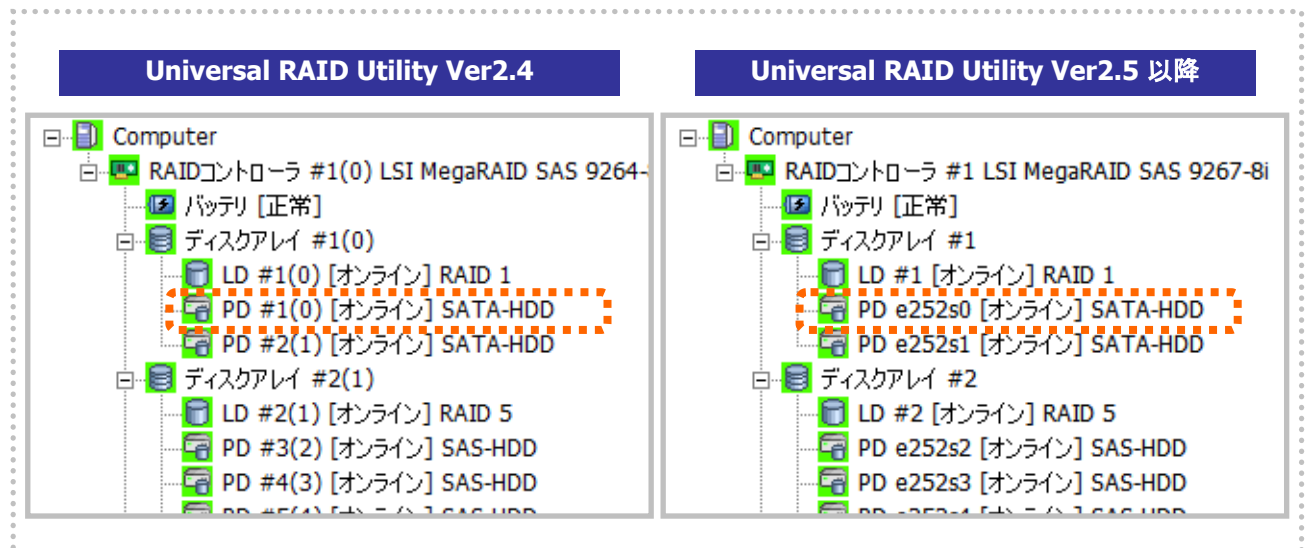 Universal RAID Utility Ver2.4
Computer
RAIDコントローラ #1(0) LSI MegaRAID SAS 9264-
バッテリ [正常]
ディスクアレイ #1(0)
LD #1(0) [オンライン] RAID 1
PD #1(0) [オンライン] SATA-HDD
PD #2(1) [オンライン] SATA-HDD
ディスクアレイ #2(1)
LD #2(1) [オンライン] RAID 5
PD #3(2) [オンライン] SAS-HDD
PD #4(3) [オンライン] SAS-HDD
Universal RAID Utility Ver2.5 以降
Computer
RAIDコントローラ #1 LSI MegaRAID SAS 9267-8i
バッテリ [正常]
ディスクアレイ #1
LD #1 [オンライン] RAID 1
PD e252s0 [オンライン] SATA-HDD
PD e252s1 [オンライン] SATA-HDD
ディスクアレイ #2
LD #2 [オンライン] RAID 5
PD e252s2 [オンライン] SAS-HDD
PD e252s3 [オンライン] SAS-HDD